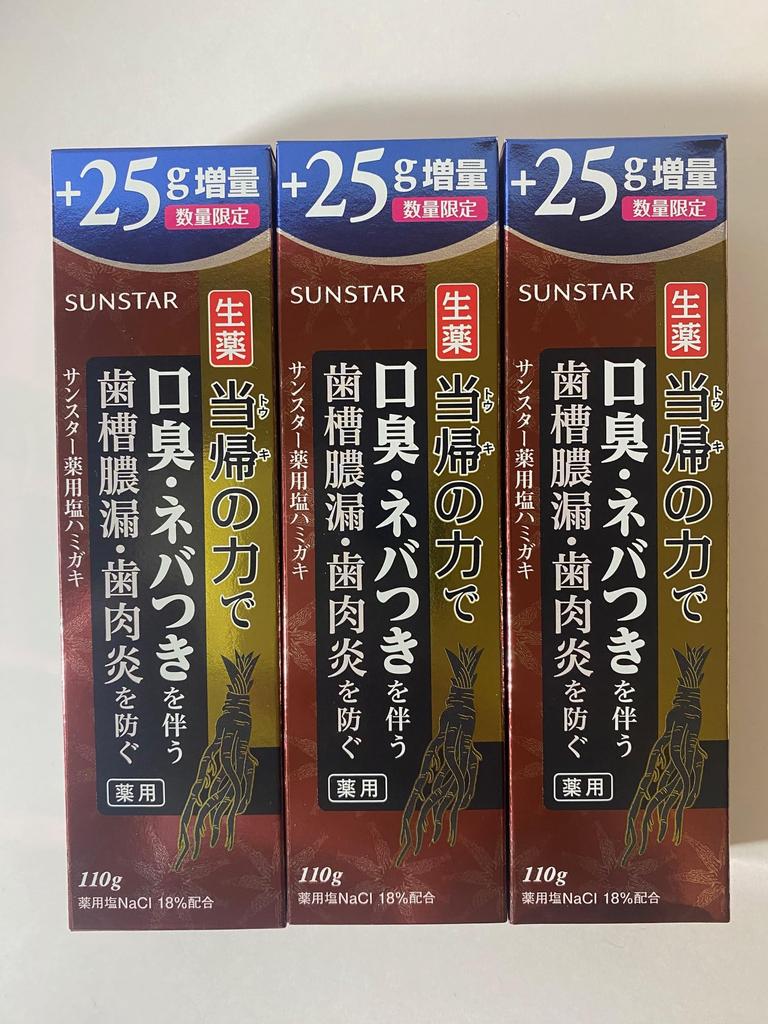 +25g増量
数量限定
SUNSTAR
生薬
当帰の力で
トウキ
口臭・ネバつきを伴う
歯槽膿漏・歯肉炎を防ぐ
サンスター薬用塩ハミガキ
薬用
110g
薬用塩NaCl 18%配合
+25g増量
数量限定
SUNSTAR
生薬
当帰の力で
トウキ
口臭・ネバつきを伴う
歯槽膿漏・歯肉炎を防ぐ
サンスター薬用塩ハミガキ
薬用
110g
薬用塩NaCl 18%配合
+25g増量
数量限定
SUNSTAR
生薬
当帰の力で
トウキ
口臭・ネバつきを伴う
歯槽膿漏・歯肉炎を防ぐ
サンスター薬用塩ハミガキ
薬用
110g
薬用塩NaCl 18%配合